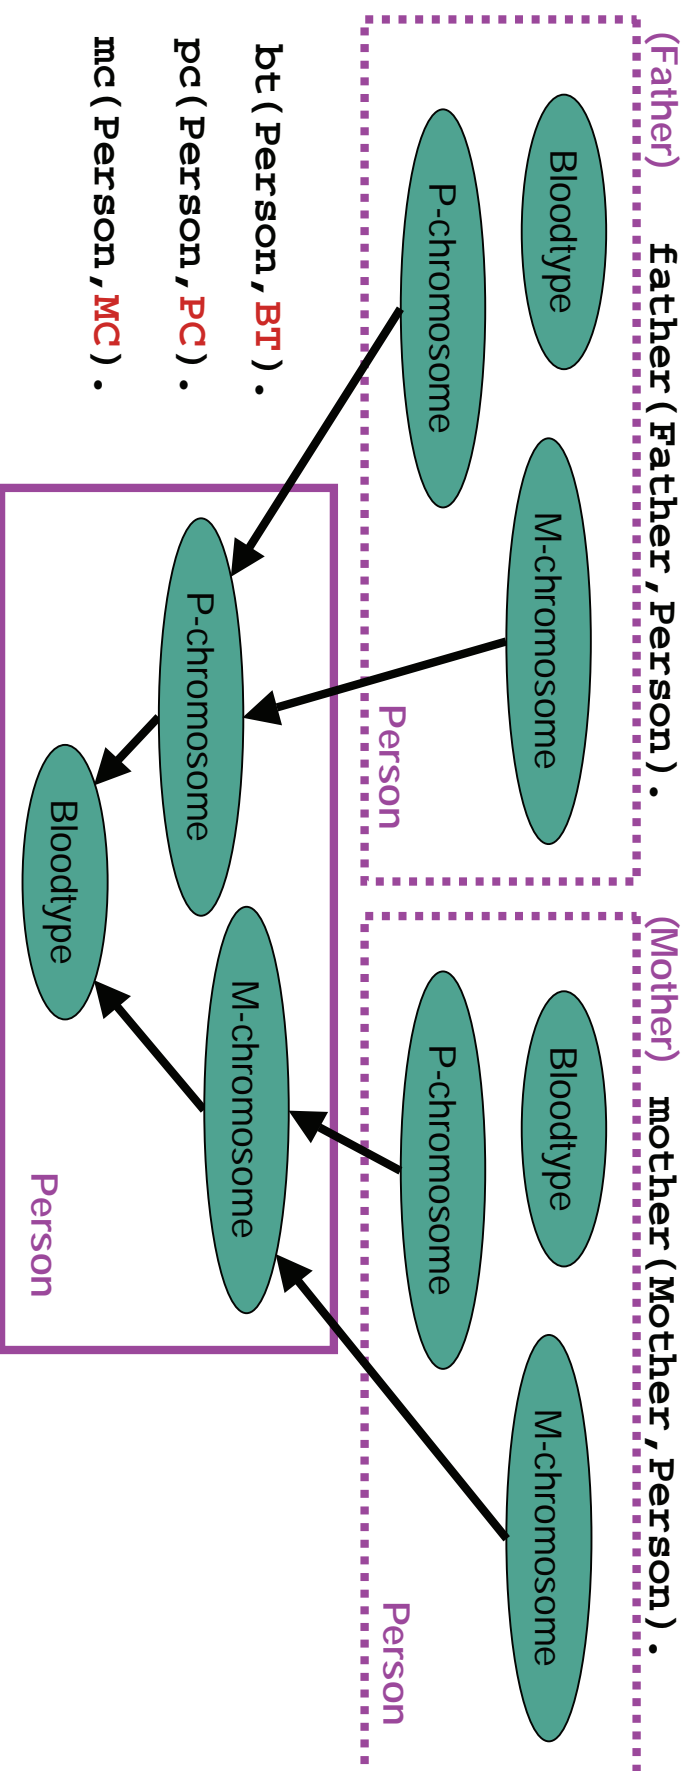 (Father) father(Father,Person).
(Mother) mother(Mother,Person).
Bloodtype
M-chromosome
P-chromosome
Person
Bloodtype
M-chromosome
P-chromosome
Person
bt(Person,BT).
pc(Person,PC).
mc(Person,MC).
M-chromosome
P-chromosome
Bloodtype
Person